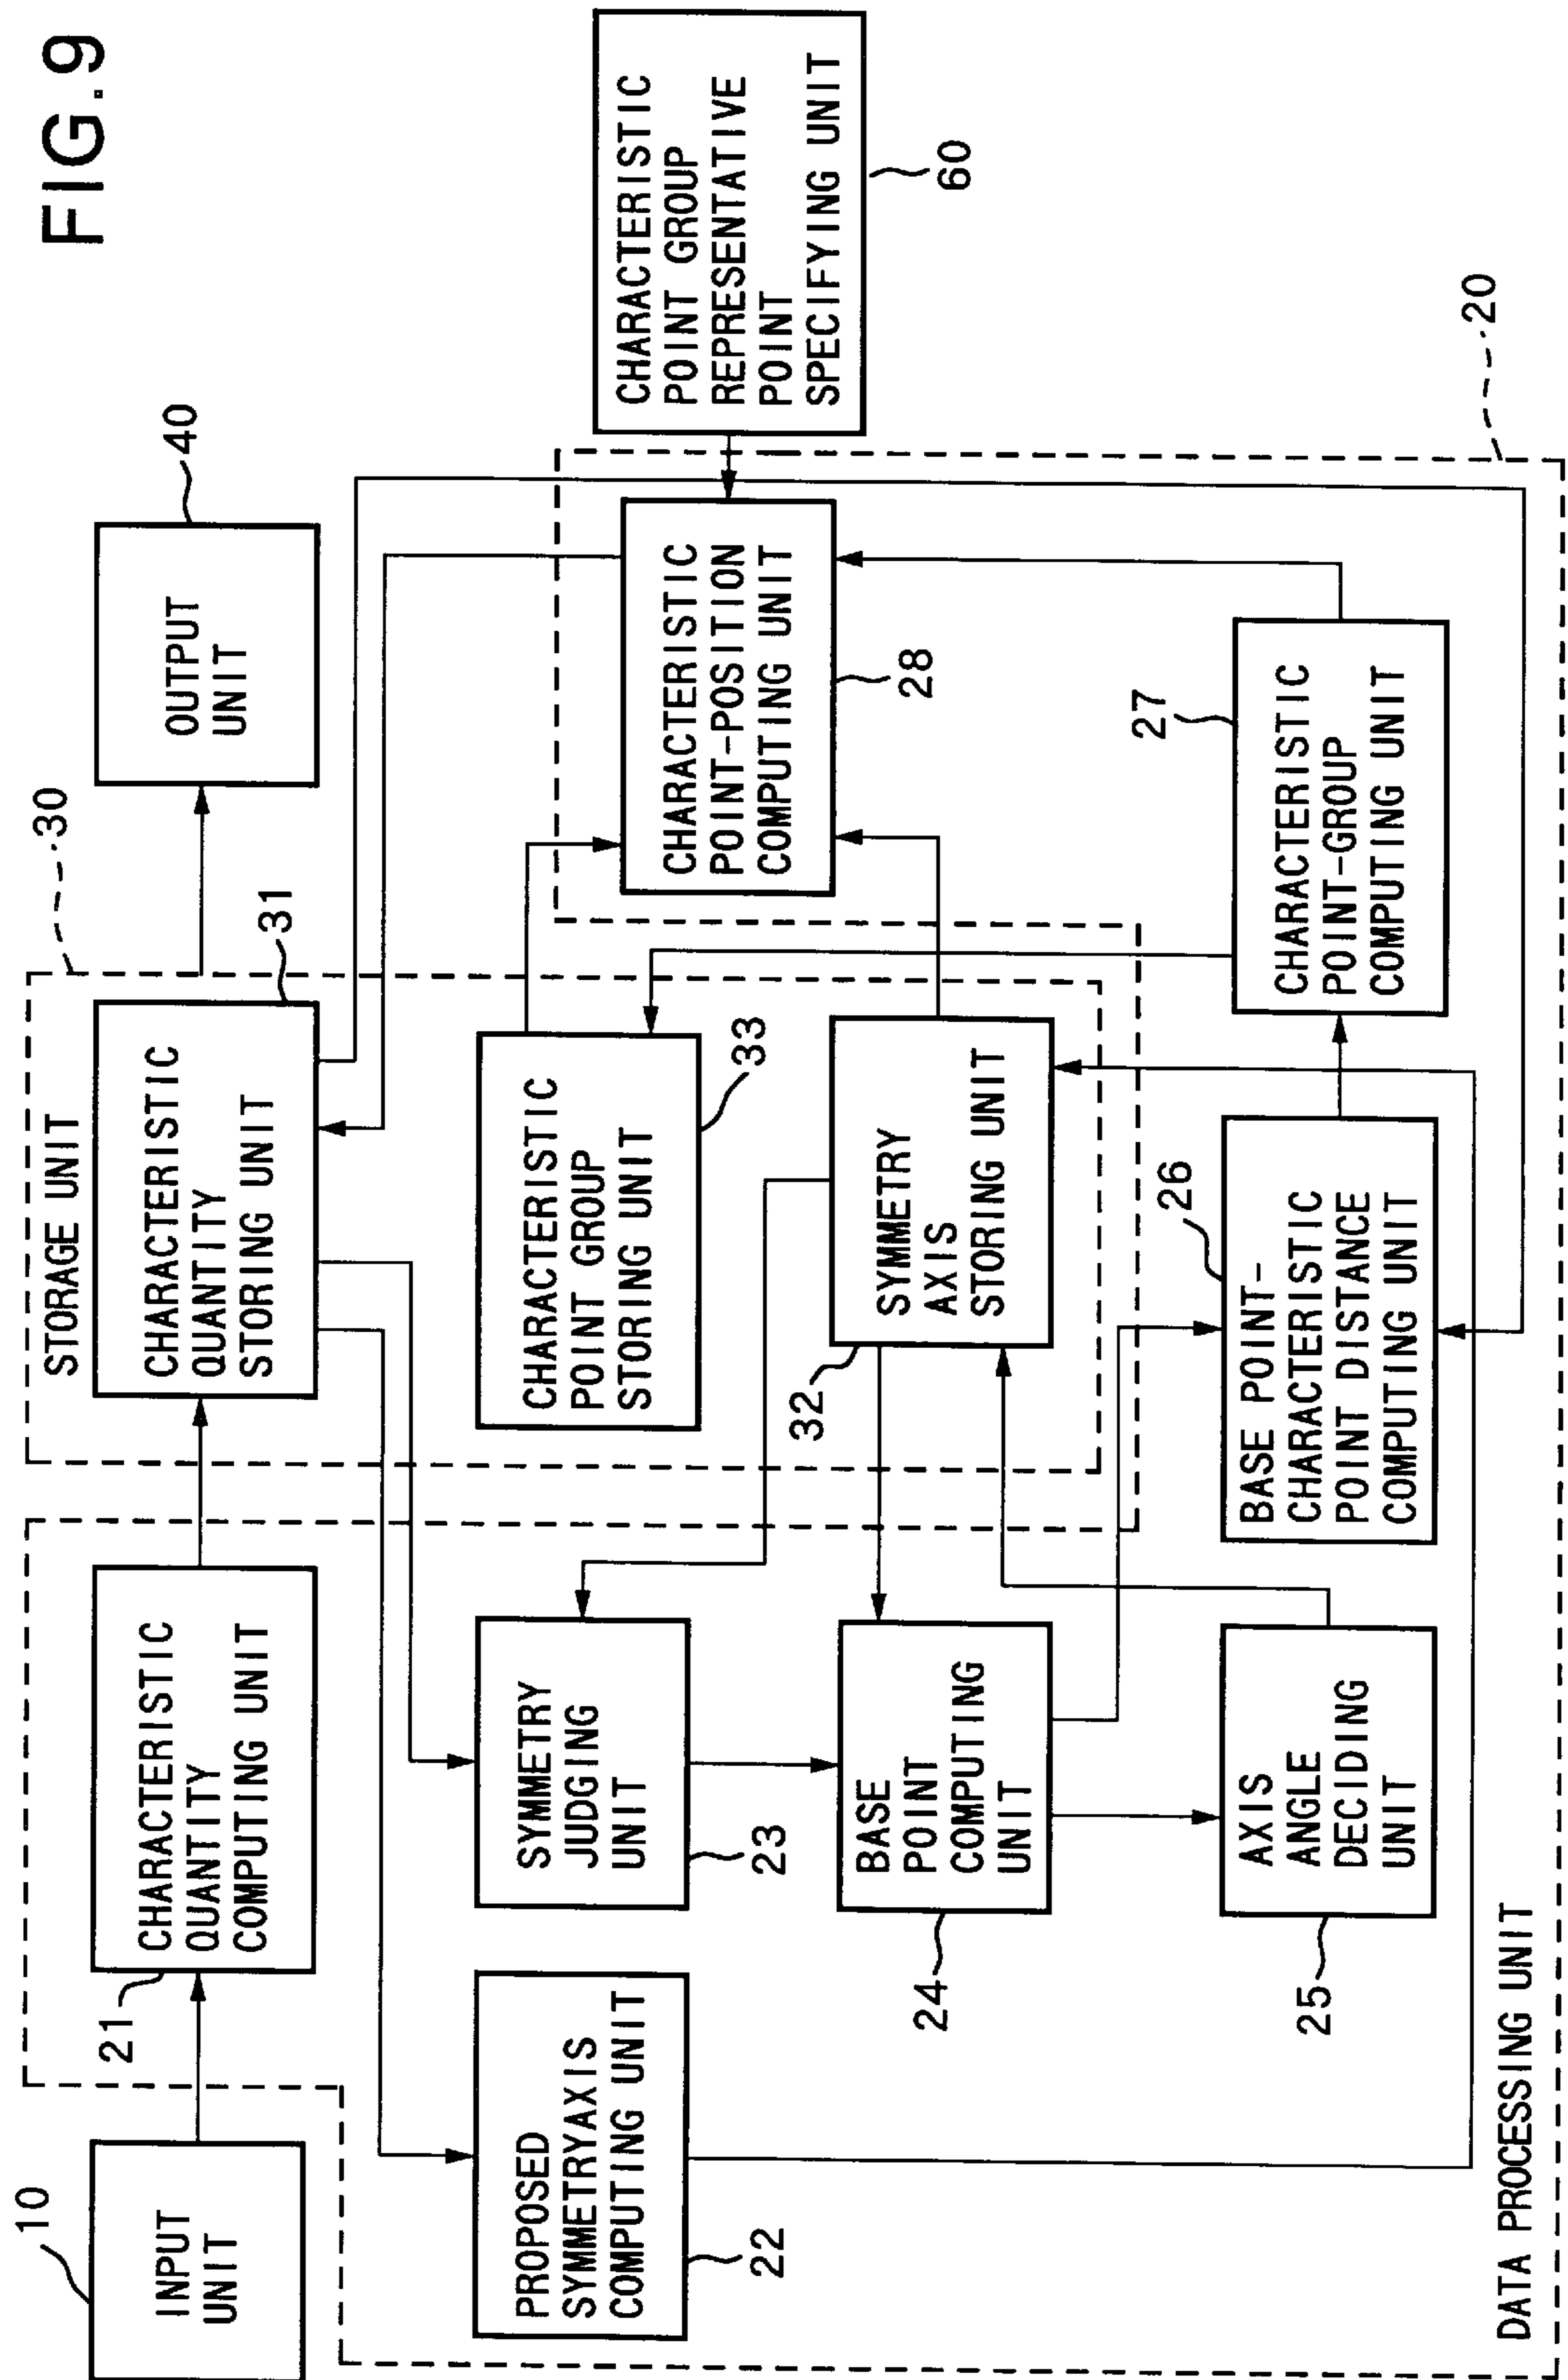 FIG.9
10
INPUT
UNIT
21
CHARACTERISTIC
QUANTITY
COMPUTING UNIT
STORAGE UNIT
30
CHARACTERISTIC
QUANTITY
STORING UNIT
31
OUTPUT
UNIT
40
PROPOSED
SYMMETRYAXIS
COMPUTING UNIT
22
SYMMETRY
JUDGING
UNIT
23
CHARACTERISTIC
POINT GROUP
STORING UNIT
33
CHARACTERISTIC
POINT-POSITION
COMPUTING UNIT
28
CHARACTERISTIC
POINT GROUP
REPRESENTATIVE
POINT
SPECIFYING UNIT
60
BASE
POINT
COMPUTING
UNIT
24
SYMMETRY
AXIS
STORING UNIT
32
AXIS
ANGLE
DECIDING
UNIT
25
BASE POINT-
CHARACTERISTIC
POINT DISTANCE
COMPUTING UNIT
26
CHARACTERISTIC
POINT-GROUP
COMPUTING UNIT
27
20
DATA PROCESSING UNIT